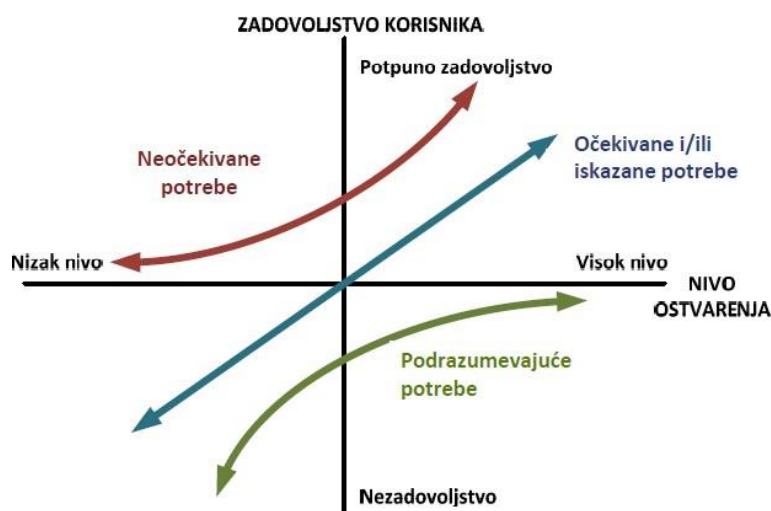 ZADOVOLJSTVO KORISNIKA
Potpuno zadovoljstvo
Neočekivane
potrebe
Očekivane i/ili
iskazane potrebe
Nizak nivo
Visok nivo
NIVO
OSTVARENJA
Podrazumevajuće
potrebe
Nezadovoljstvo